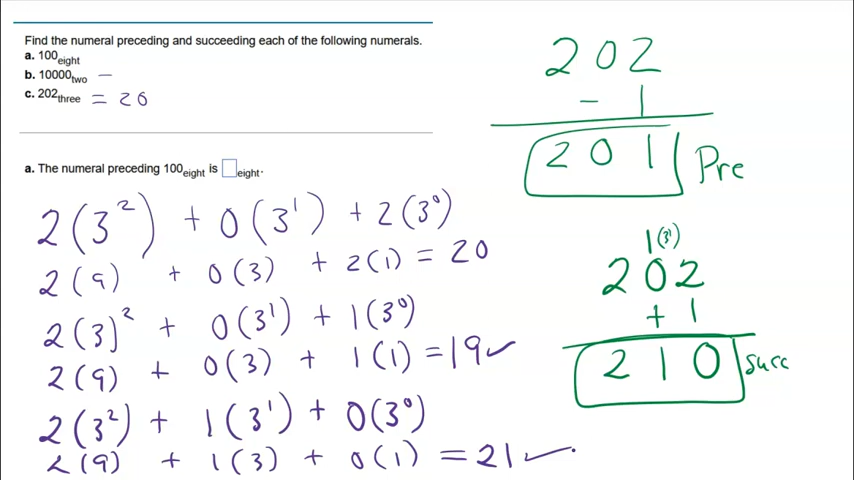 Find the numeral preceding and succeeding each of the following numerals.
a. 100eight
b. 10000two –
c. 202three = 20
a. The numeral preceding 100eight is □eight.
2(3²) + 0(3¹) + 2(3⁰)
2(9) + 0(3) + 2(1) = 20
2(3)² + 0(3¹) + 1(3⁰)
2(9) + 0(3) + 1(1) = 19 ✓
2(3²) + 1(3¹) + 0(3⁰)
2(9) + 1(3) + 0(1) = 21 ✓
202
- 1
201 Pre
1(3¹)
202
+ 1
210 Succ